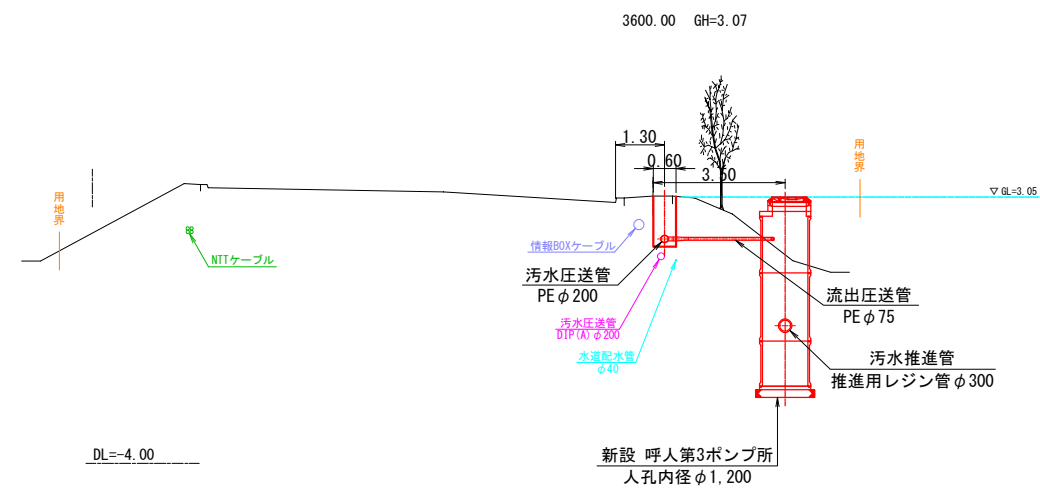 3600.00 GH=3.07
1.30
0.60
3.50
用地界
用地界
▽GL=3.05
NTTケーブル
情報BOXケーブル
汚水圧送管
PEφ200
汚水圧送管
DIP(A)φ200
水道配水管
φ40
流出圧送管
PEφ75
汚水推進管
推進用レジン管φ300
新設 呼人第3ポンプ所
人孔内径φ1,200
DL=-4.00